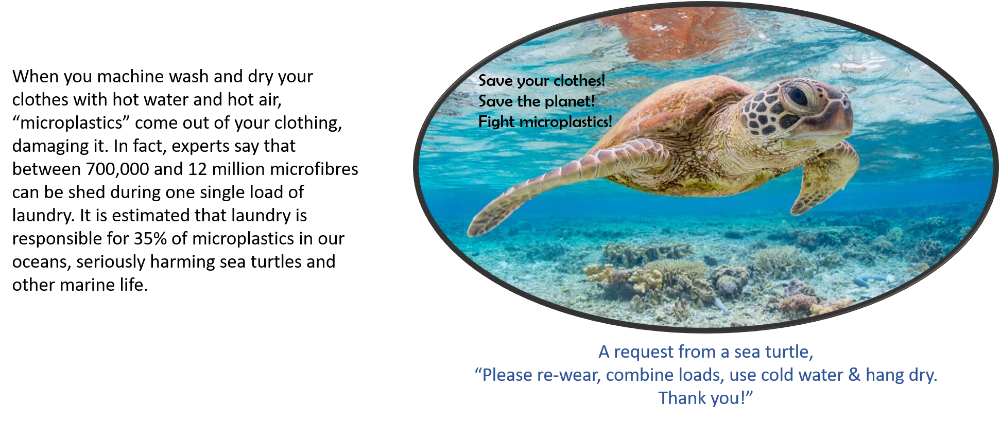 When you machine wash and dry your
clothes with hot water and hot air,
“microplastics” come out of your clothing,
damaging it. In fact, experts say that
between 700,000 and 12 million microfibres
can be shed during one single load of
laundry. It is estimated that laundry is
responsible for 35% of microplastics in our
oceans, seriously harming sea turtles and
other marine life.
Save your clothes!
Save the planet!
Fight microplastics!
A request from a sea turtle,
“Please re-wear, combine loads, use cold water & hang dry.
Thank you!”